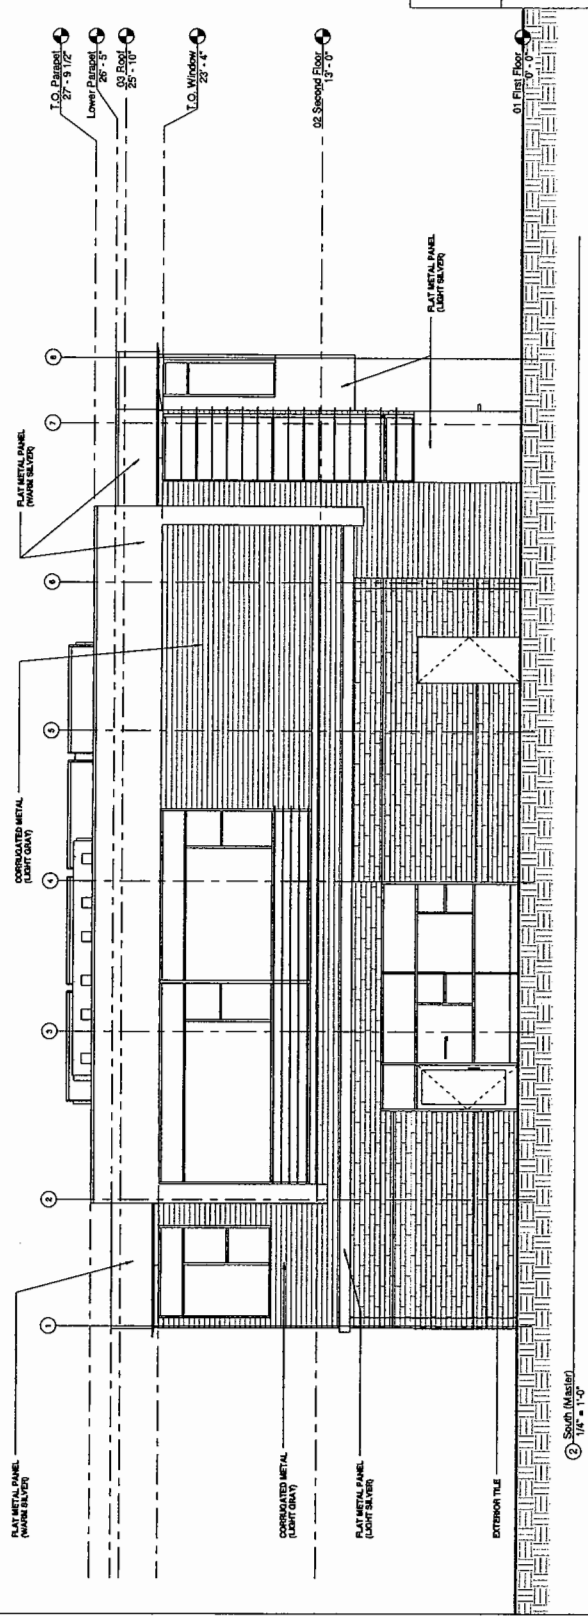 FLAT METAL PANEL
(WARM SILVER)
CORRUGATED METAL
(LIGHT GRAY)
FLAT METAL PANEL
(LIGHT SILVER)
EXTERIOR TILE
1
2
3
4
5
6
7
8
CORRUGATED METAL
(LIGHT GRAY)
FLAT METAL PANEL
(WARM SILVER)
FLAT METAL PANEL
(LIGHT SILVER)
T.O. Parapet
27' - 9 1/2"
Lower Parapet
26' - 5"
03 Roof
25' - 10"
T.O. Window
23' - 4"
02 Second Floor
13' - 0"
01 First Floor
0' - 0"
2 South (Master)
1/4" = 1'-0"